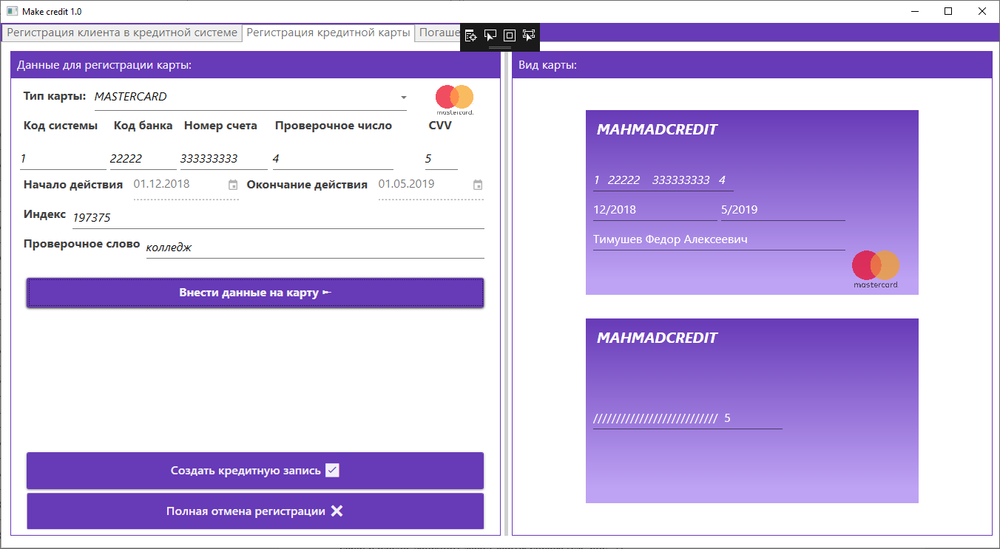 Make credit 1.0
Регистрация клиента в кредитной системе Регистрация кредитной карты Погаше
Данные для регистрации карты:
Тип карты: MASTERCARD
mastercard.
Код системы Код банка Номер счета Проверочное число CVV
1 22222 333333333 4 5
Начало действия 01.12.2018 Окончание действия 01.05.2019
Индекс 197375
Проверочное слово колледж
Внести данные на карту
Создать кредитную запись
Полная отмена регистрации
Вид карты:
MAHMADCREDIT
1 22222 333333333 4
12/2018 5/2019
Тимушев Федор Алексеевич
mastercard.
MAHMADCREDIT
/////////////////////////// 5